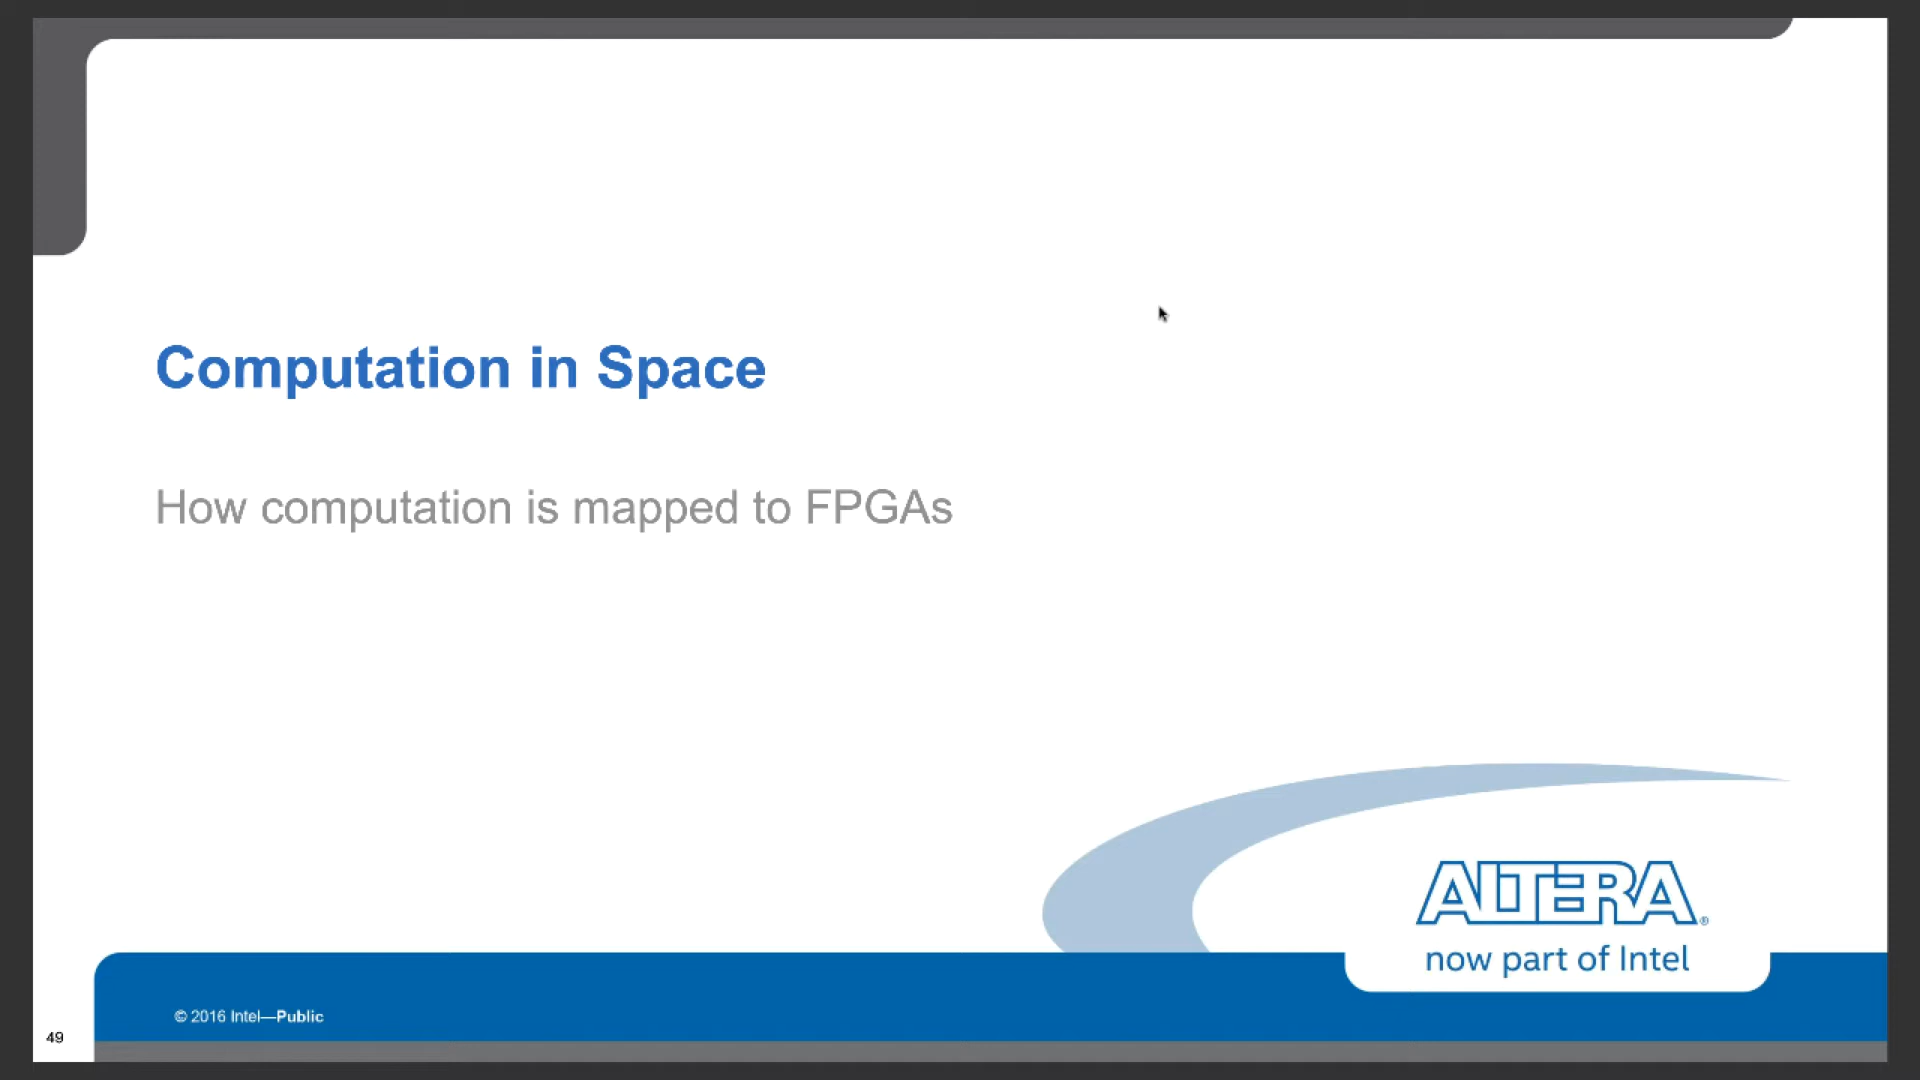 Computation in Space
How computation is mapped to FPGAs
ALTERA®
now part of Intel
© 2016 Intel—Public
49